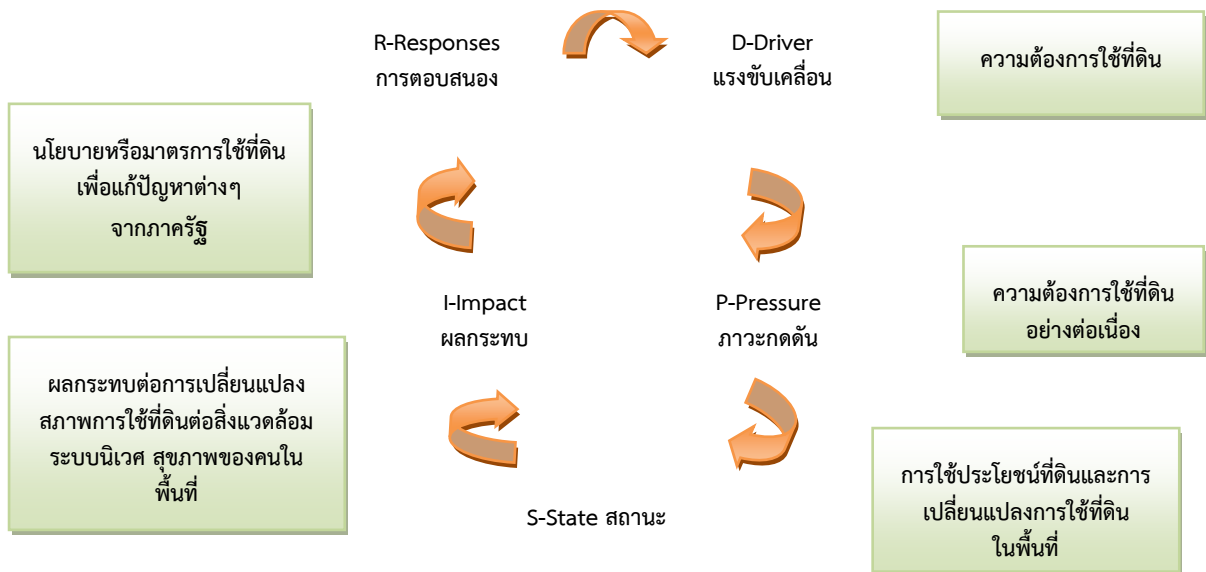 R-Responses
การตอบสนอง
D-Driver
แรงขับเคลื่อน
ความต้องการใช้ที่ดิน
นโยบายหรือมาตรการใช้ที่ดิน
เพื่อแก้ปัญหาต่างๆ
จากภาครัฐ
I-Impact
ผลกระทบ
P-Pressure
ภาวะกดดัน
ความต้องการใช้ที่ดิน
อย่างต่อเนื่อง
ผลกระทบต่อการเปลี่ยนแปลง
สภาพการใช้ที่ดินต่อสิ่งแวดล้อม
ระบบนิเวศ สุขภาพของคนใน
พื้นที่
S-State สถานะ
การใช้ประโยชน์ที่ดินและการ
เปลี่ยนแปลงการใช้ที่ดิน
ในพื้นที่